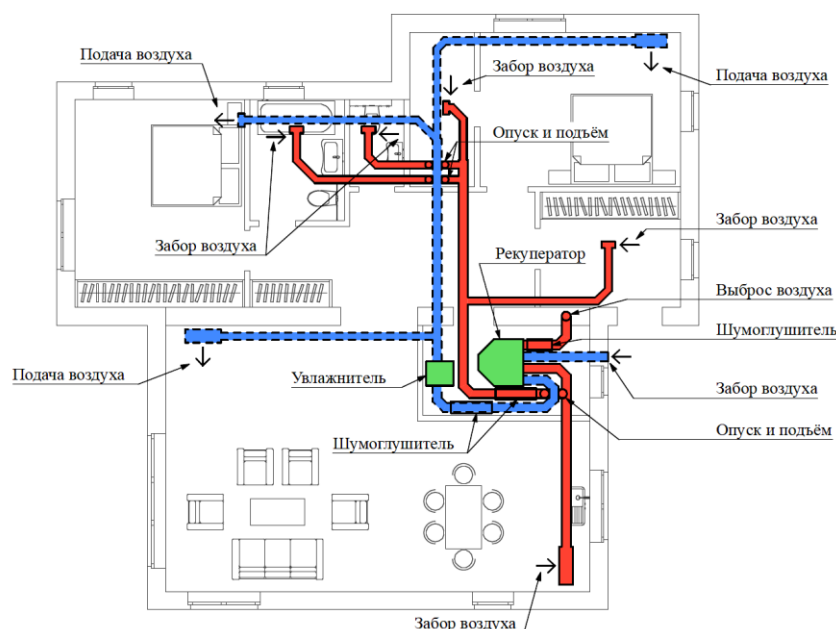 Подача воздуха
Забор воздуха
Подача воздуха
Опуск и подъём
Забор воздуха
Забор воздуха
Рекуператор
Выброс воздуха
Шумоглушитель
Подача воздуха
Увлажнитель
Забор воздуха
Шумоглушитель
Опуск и подъём
Забор воздуха